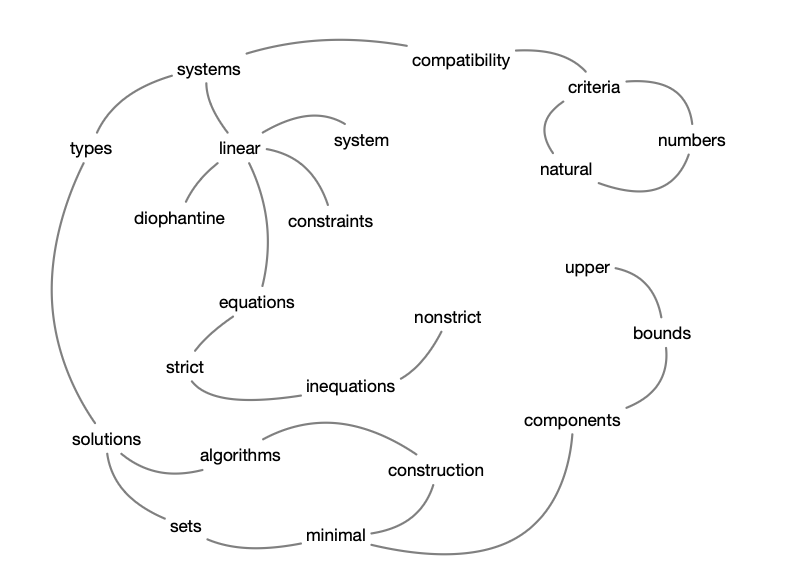 compatibility
systems
criteria
system
numbers
types
linear
natural
diophantine
constraints
upper
equations
nonstrict
bounds
strict
inequations
components
solutions
algorithms
construction
sets
minimal